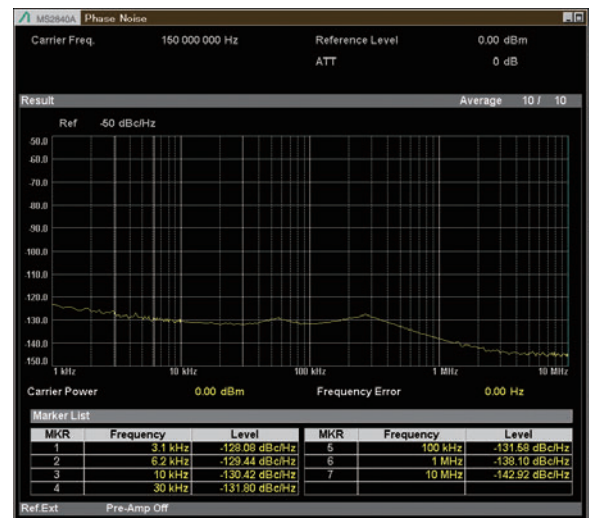 MS2840A Phase Noise
Carrier Freq. 150 000 000 Hz Reference Level 0.00 dBm
ATT 0 dB
Result Average 10 / 10
Ref -50 dBc/Hz
-50.0
-60.0
-70.0
-80.0
-90.0
-100.0
-110.0
-120.0
-130.0
-140.0
-150.0
1 kHz 10 kHz 100 kHz 1 MHz 10 MHz
Carrier Power 0.00 dBm Frequency Error 0.00 Hz
Marker List
MKR Frequency Level MKR Frequency Level
1 3.1 kHz -128.08 dBc/Hz 5 100 kHz -131.58 dBc/Hz
2 6.2 kHz -129.44 dBc/Hz 6 1 MHz -138.10 dBc/Hz
3 10 kHz -130.42 dBc/Hz 7 10 MHz -142.92 dBc/Hz
4 30 kHz -131.80 dBc/Hz
Ref.Ext Pre-Amp Off